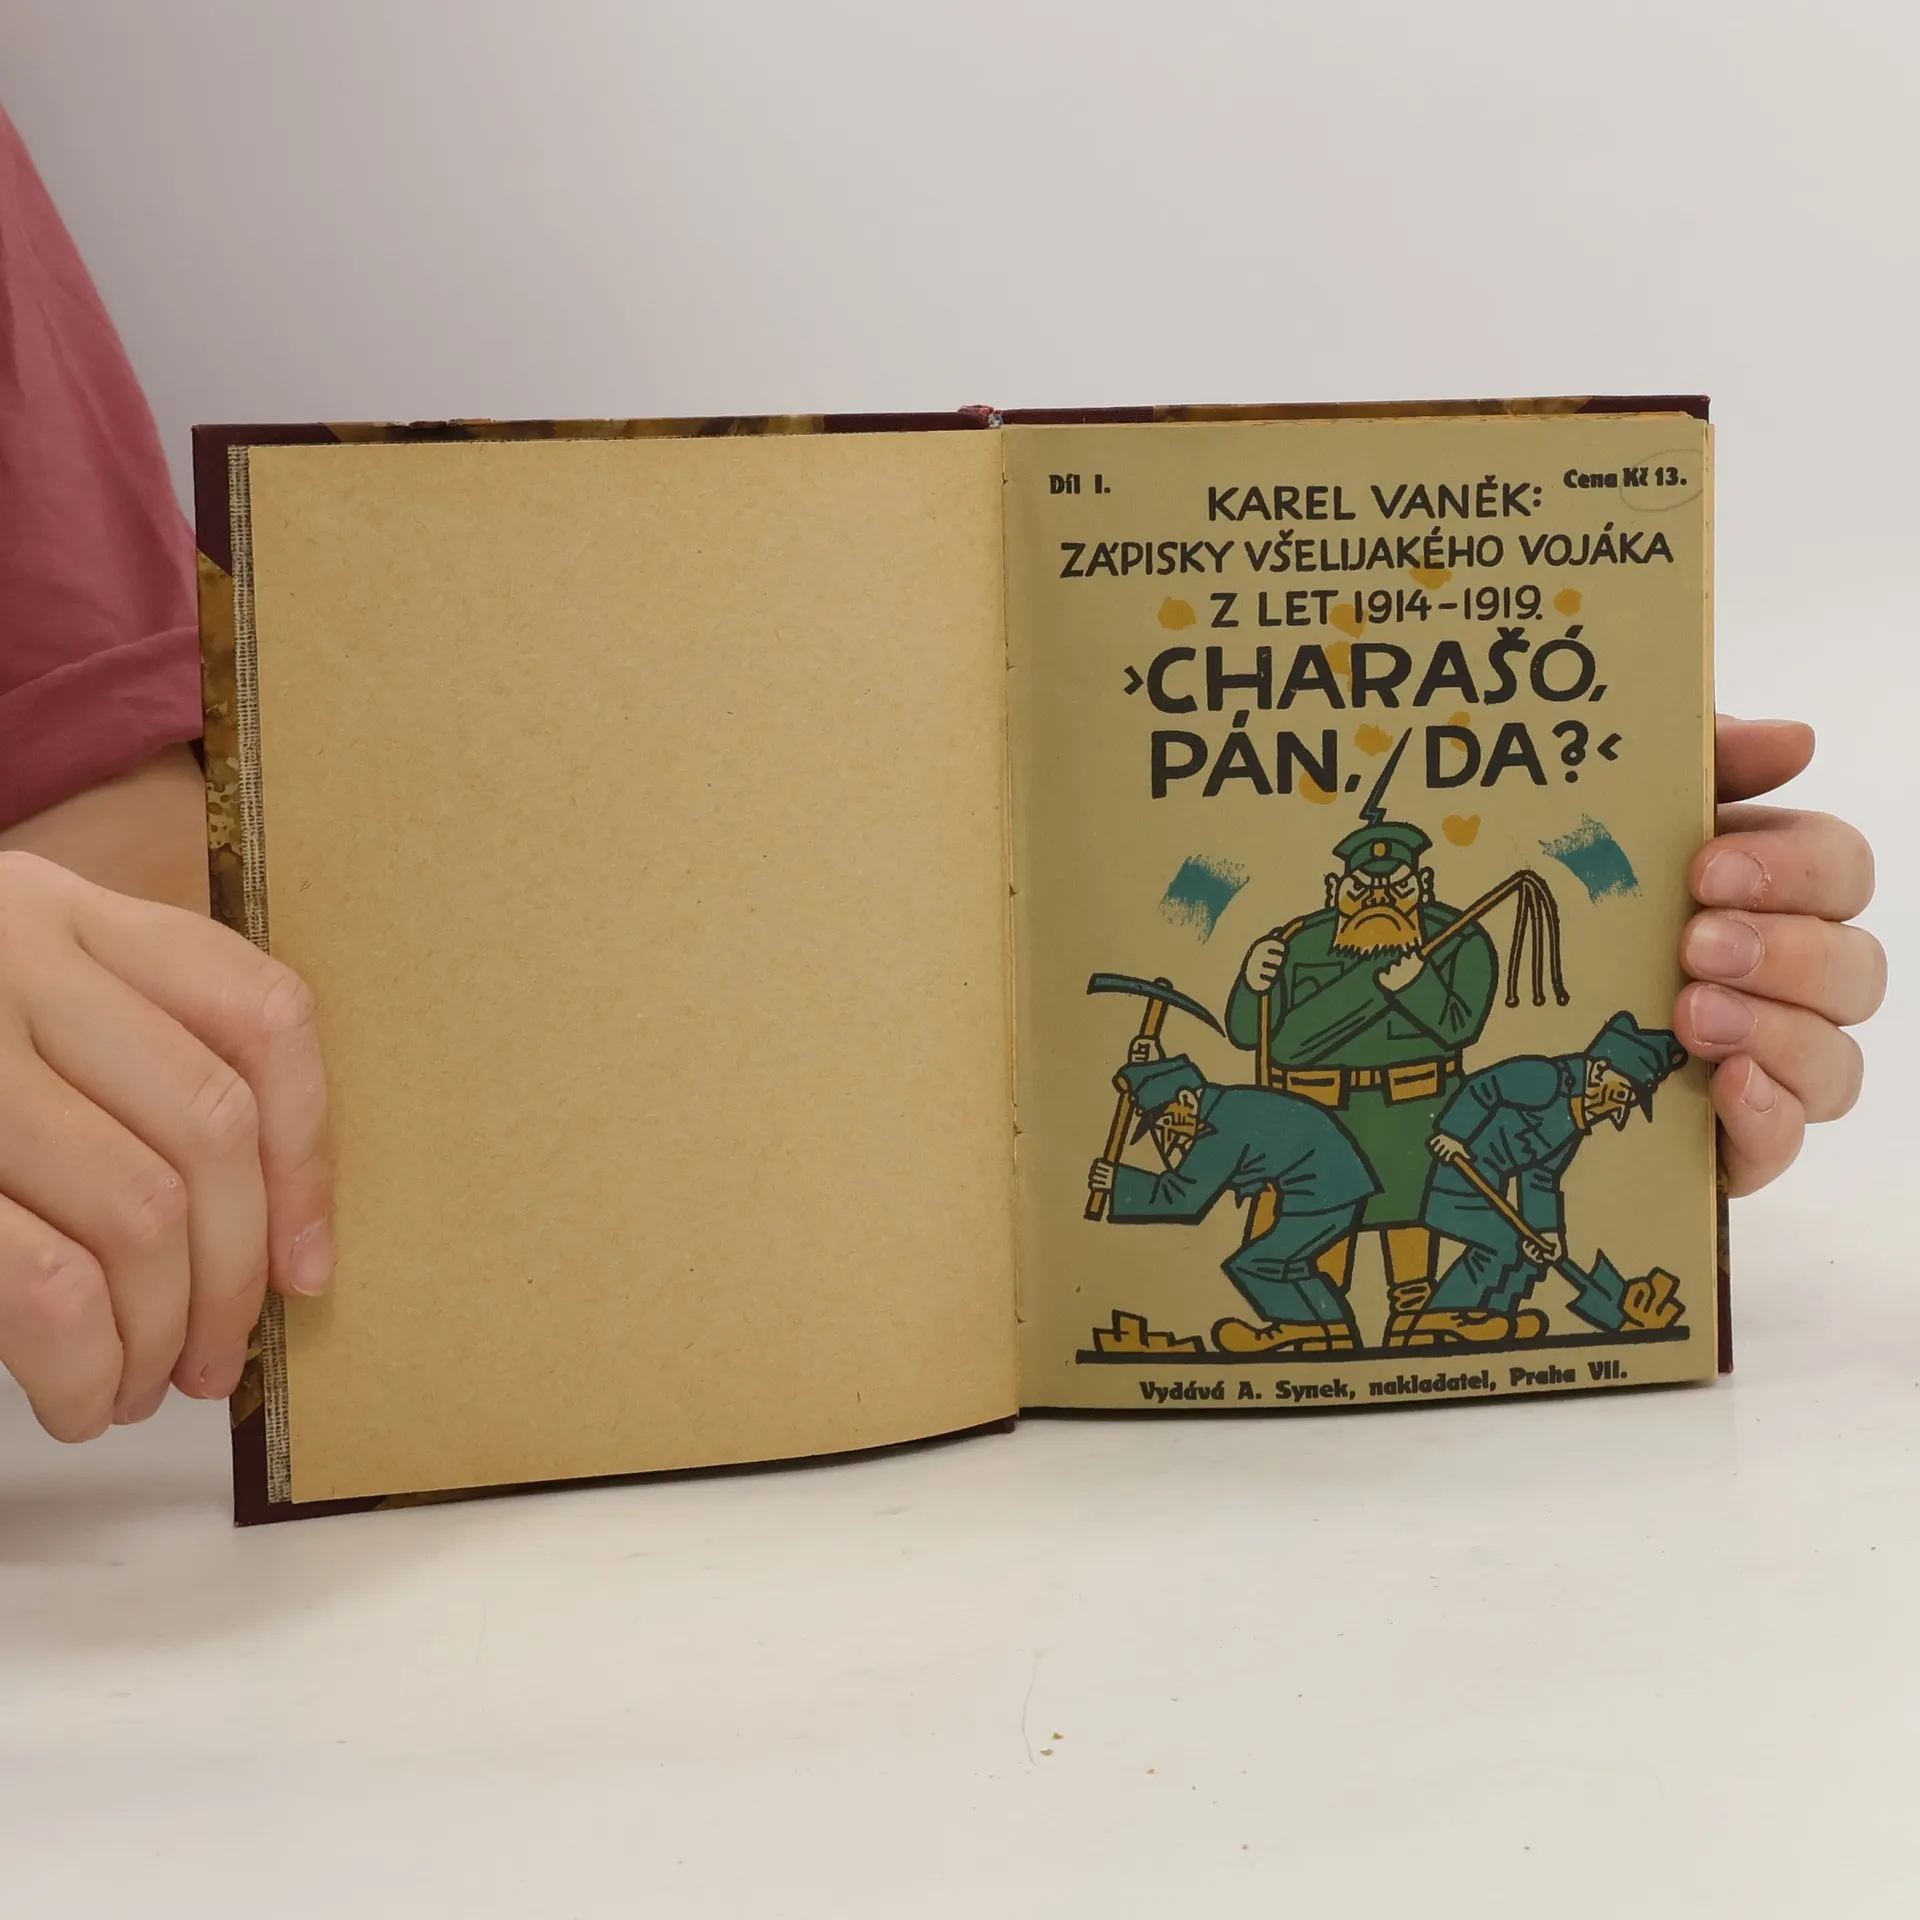 Díl I.
Cena Kč 13.
KAREL VANĚK:
ZÁPISKY VŠELIJAKÉHO VOJÁKA
Z LET 1914-1919.
›CHARAŠÓ,
PÁN, DA?‹
Vydává A. Synek, nakladatel, Praha VII.